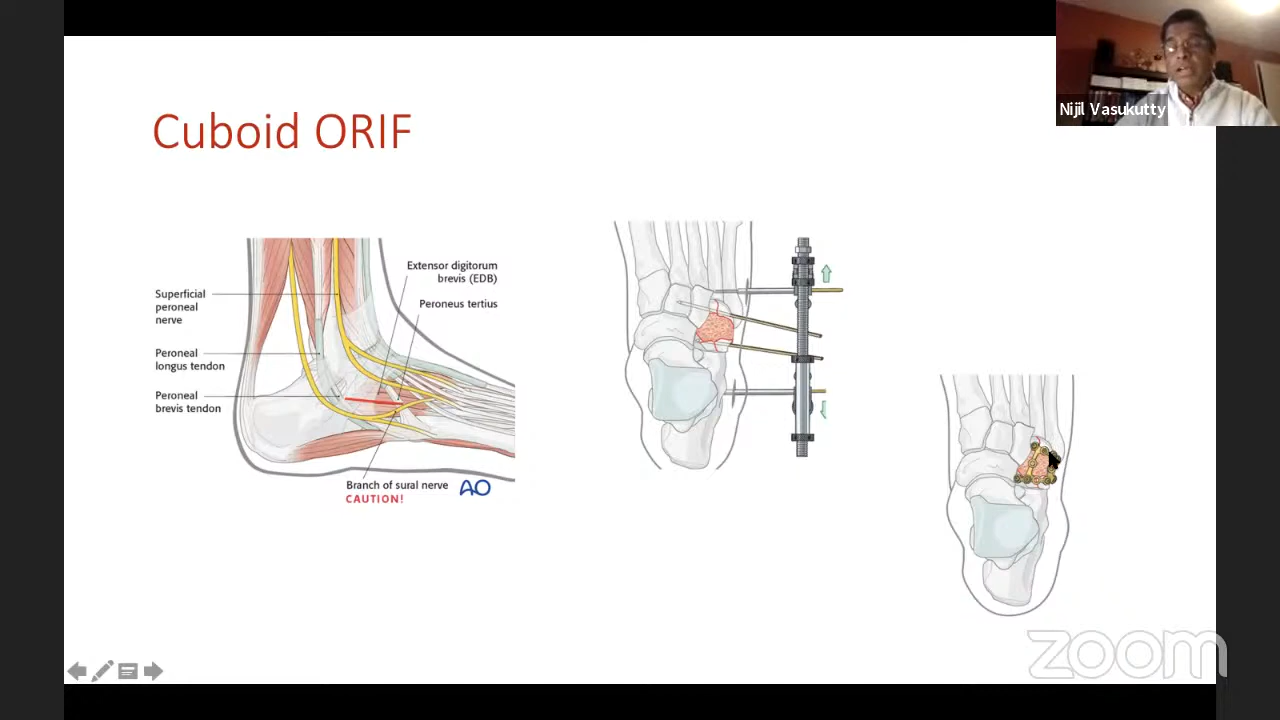 Nijil Vasukutty
Cuboid ORIF
Extensor digitorum
brevis (EDB)
Peroneus tertius
Superficial
peroneal
nerve
Peroneal
longus tendon
Peroneal
brevis tendon
Branch of sural nerve
CAUTION!
AO
zoom